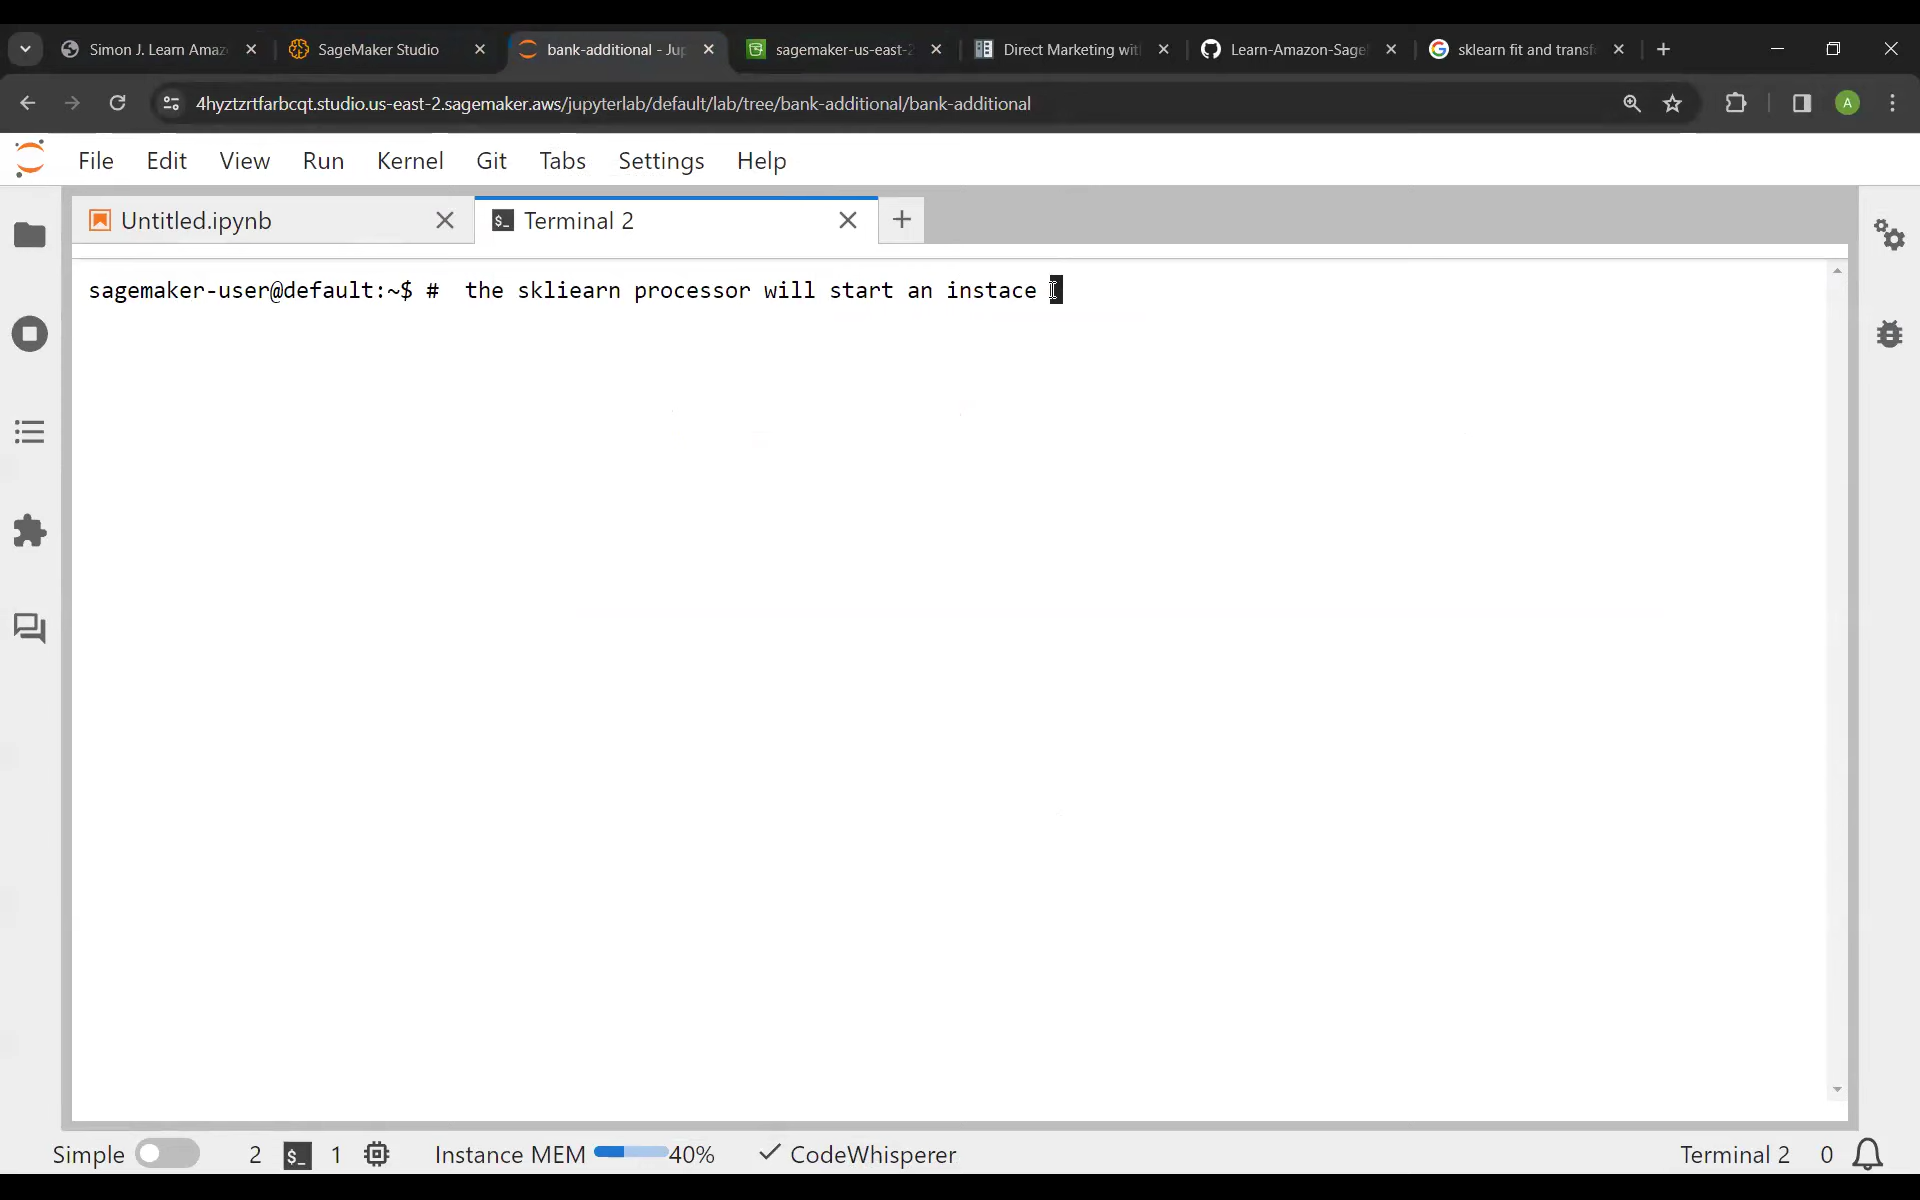 Simon J. Learn Amaz
SageMaker Studio
bank-additional - Jup
sagemaker-us-east-2
Direct Marketing wit
Learn-Amazon-Sage
sklearn fit and transf
4hyztzrtfarbcqt.studio.us-east-2.sagemaker.aws/jupyterlab/default/lab/tree/bank-additional/bank-additional
A
File Edit View Run Kernel Git Tabs Settings Help
Untitled.ipynb
$_ Terminal 2
sagemaker-user@default:~$ #  the skliearn processor will start an instace
Simple 2 $_ 1 Instance MEM 40% CodeWhisperer Terminal 2 0